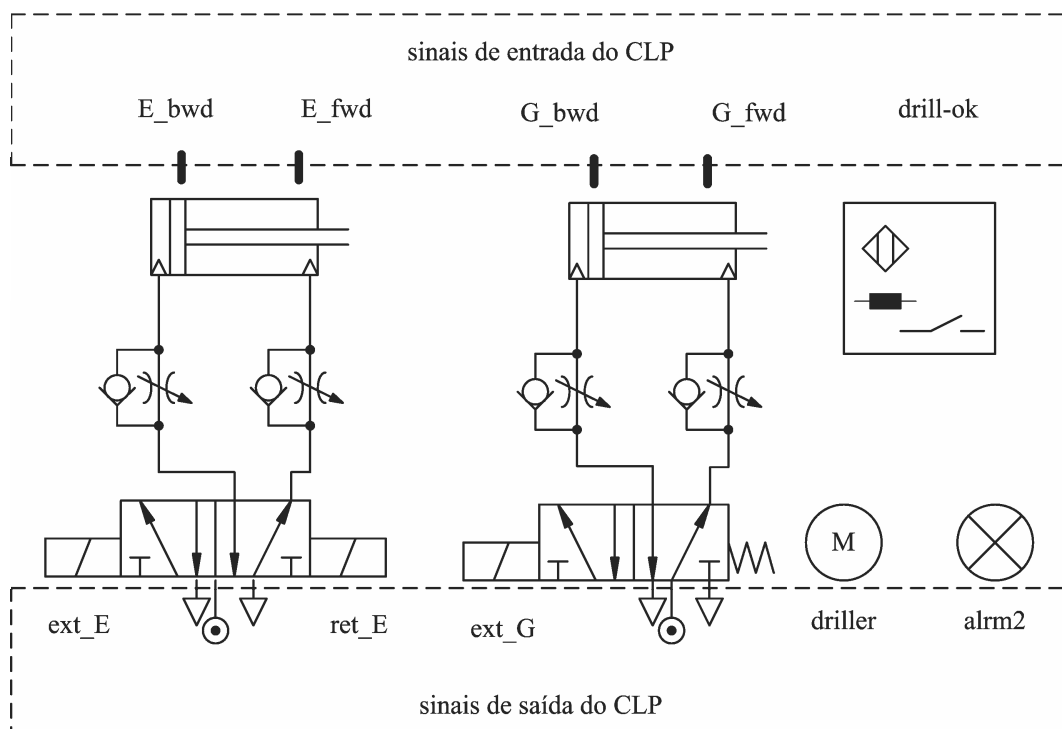 sinais de entrada do CLP
E_bwd E_fwd G_bwd G_fwd drill-ok
M
ext_E ret_E ext_G driller alrm2
sinais de saída do CLP